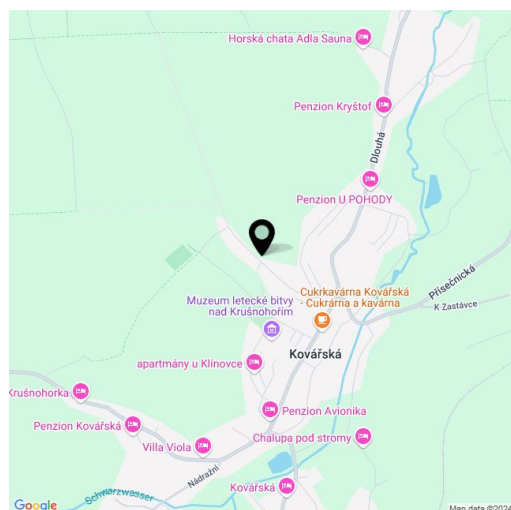 Horská chata Adla Sauna
Penzion Kryštof
Dlouhá
Penzion U POHODY
Přísečnická
K Zastávce
Cukrkavárna Kovářská
- Cukrárna a kavárna
Muzeum letecké bitvy
nad Krušnohořím
Kovářská
apartmány u Klínovce
Krušnohorka
Penzion Avionika
Penzion Kovářská
Chalupa pod stromy
Villa Viola
Nádražní
Kovářská
Schwarzwasser
Google
Map data ©2024